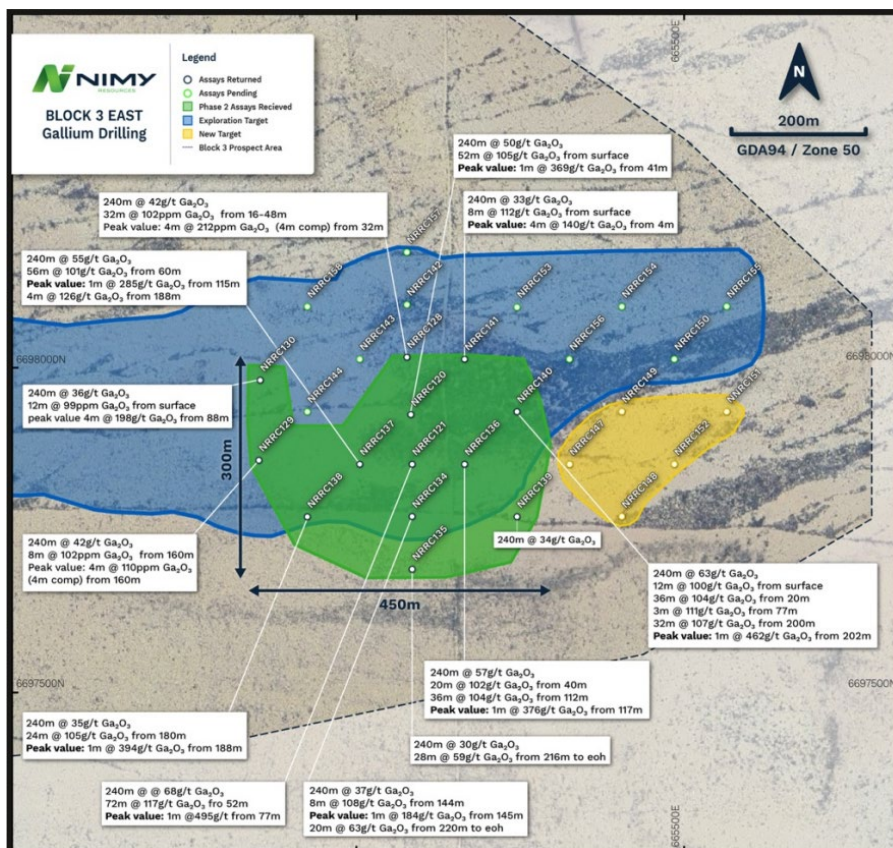 NIMY
RESOURCES
BLOCK 3 EAST
Gallium Drilling
Legend
Assays Returned
Assays Pending
Phase 2 Assays Recieved
Exploration Target
New Target
Block 3 Prospect Area
665500E
N
200m
GDA94 / Zone 50
240m @ 50g/t Ga₂O₃
52m @ 105g/t Ga₂O₃ from surface
Peak value: 1m @ 369g/t Ga₂O₃ from 41m
240m @ 42g/t Ga₂O₃
32m @ 102ppm Ga₂O₃ from 16-48m
Peak value: 4m @ 212ppm Ga₂O₃ (4m comp) from 32m
240m @ 33g/t Ga₂O₃
8m @ 112g/t Ga₂O₃ from surface
Peak value: 4m @ 140g/t Ga₂O₃ from 4m
240m @ 55g/t Ga₂O₃
56m @ 101g/t Ga₂O₃ from 60m
Peak value: 1m @ 285g/t Ga₂O₃ from 115m
4m @ 126g/t Ga₂O₃ from 188m
NRRC157
NRRC158
NRRC142
NRRC153
NRRC154
NRRC155
NRRC143
NRRC128
NRRC141
NRRC156
NRRC150
6698000N
6698000N
NRRC130
NRRC144
NRRC120
NRRC140
NRRC149
NWRC151
240m @ 36g/t Ga₂O₃
12m @ 99ppm Ga₂O₃ from surface
peak value 4m @ 198g/t Ga₂O₃ from 88m
300m
NRRC129
NRRC137
NRRC121
NRRC136
NRRC147
NRRC152
NRRC138
NRRC134
NRRC139
NRRC148
NRRC135
240m @ 34g/t Ga₂O₃
240m @ 42g/t Ga₂O₃
8m @ 102ppm Ga₂O₃ from 160m
Peak value: 4m @ 110ppm Ga₂O₃
(4m comp) from 160m
450m
240m @ 63g/t Ga₂O₃
12m @ 100g/t Ga₂O₃ from surface
36m @ 104g/t Ga₂O₃ from 20m
3m @ 111g/t Ga₂O₃ from 77m
32m @ 107g/t Ga₂O₃ from 200m
Peak value: 1m @ 462g/t Ga₂O₃ from 202m
240m @ 57g/t Ga₂O₃
20m @ 102g/t Ga₂O₃ from 40m
36m @ 104g/t Ga₂O₃ from 112m
Peak value: 1m @ 376g/t Ga₂O₃ from 117m
6697500N
6697500N
240m @ 35g/t Ga₂O₃
24m @ 105g/t Ga₂O₃ from 180m
Peak value: 1m @ 394g/t Ga₂O₃ from 188m
240m @ 30g/t Ga₂O₃
28m @ 59g/t Ga₂O₃ from 216m to eoh
240m @ @ 68g/t Ga₂O₃
72m @ 117g/t Ga₂O₃ fro 52m
Peak value: 1m @495g/t from 77m
240m @ 37g/t Ga₂O₃
8m @ 108g/t Ga₂O₃ from 144m
Peak value: 1m @ 184g/t Ga₂O₃ from 145m
20m @ 63g/t Ga₂O₃ from 220m to eoh
665500E